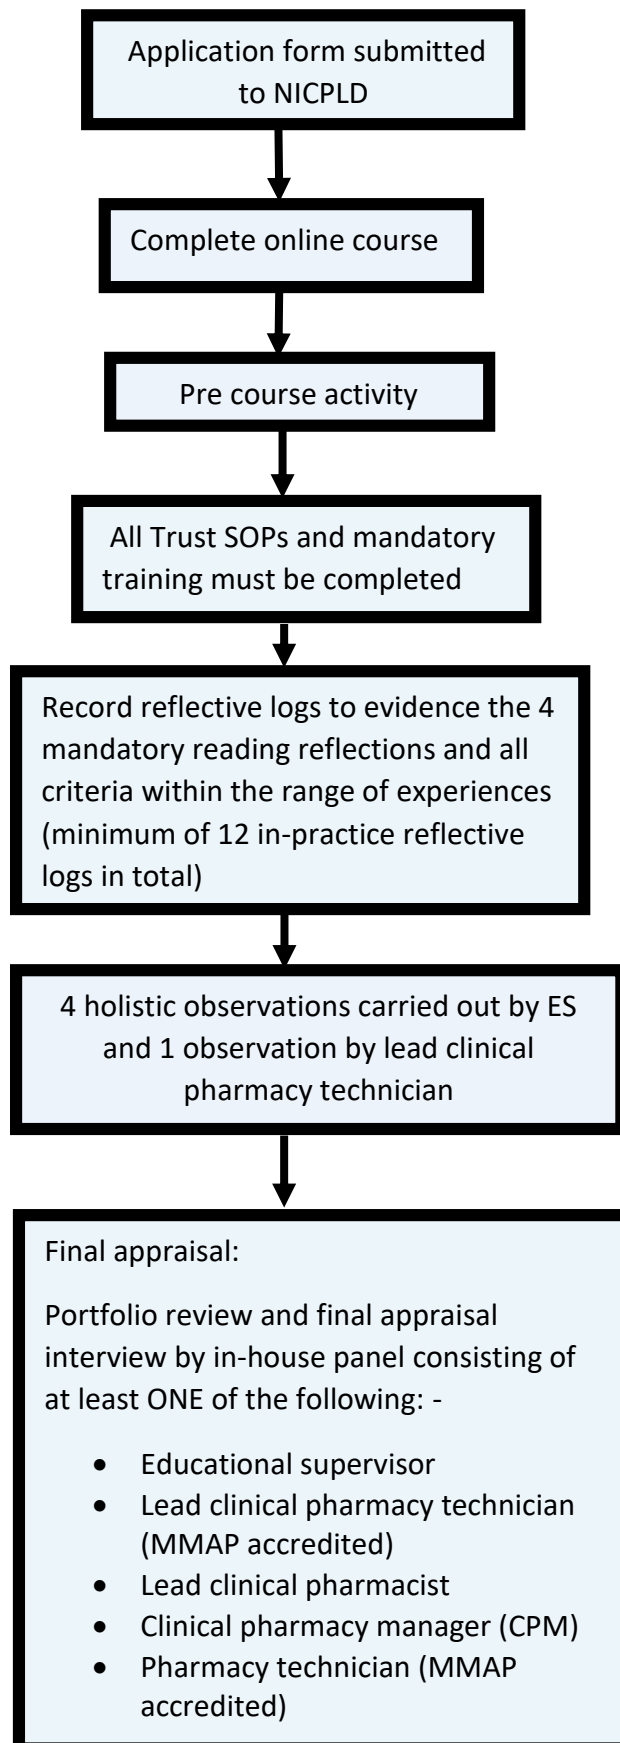 Application form submitted
to NICPLD
Complete online course
Pre course activity
All Trust SOPs and mandatory
training must be completed
Record reflective logs to evidence the 4
mandatory reading reflections and all
criteria within the range of experiences
(minimum of 12 in-practice reflective
logs in total)
4 holistic observations carried out by ES
and 1 observation by lead clinical
pharmacy technician
Final appraisal:
Portfolio review and final appraisal
interview by in-house panel consisting of
at least ONE of the following: -
• Educational supervisor
• Lead clinical pharmacy technician
(MMAP accredited)
• Lead clinical pharmacist
• Clinical pharmacy manager (CPM)
• Pharmacy technician (MMAP
accredited)